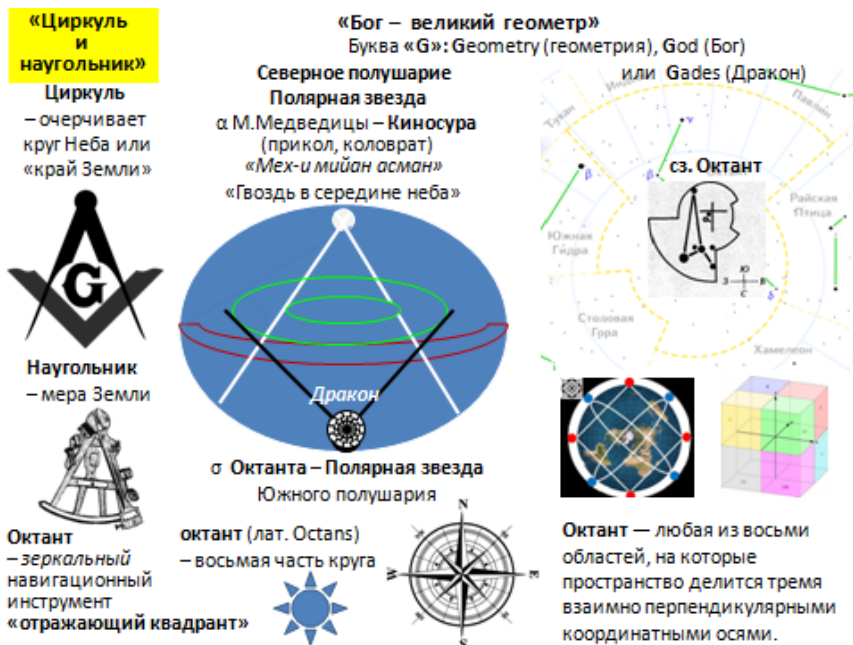 «Циркуль
и
наугольник»
Циркуль
– очерчивает
круг Неба или
«край Земли»
G
Наугольник
– мера Земли
Октант
– зеркальный
навигационный
инструмент
«отражающий квадрант»
«Бог – великий геометр»
Буква «G»: Geometry (геометрия), God (Бог)
или Gades (Дракон)
Северное полушарие
Полярная звезда
α М.Медведицы – Киносура
(прикол, коловрат)
«Мех-и мийан асман»
«Гвоздь в середине неба»
Дракон
σ Октанта – Полярная звезда
Южного полушария
октант (лат. Octans)
– восьмая часть круга
N
W
E
S
Тукан
Павлин
сз. Октант
Райская
Птица
Южная
Гидра
Ю
З
В
С
Столовая
Гора
Хамелеон
γ
β
β
δ
Октант — любая из восьми
областей, на которые
пространство делится тремя
взаимно перпендикулярными
координатными осями.